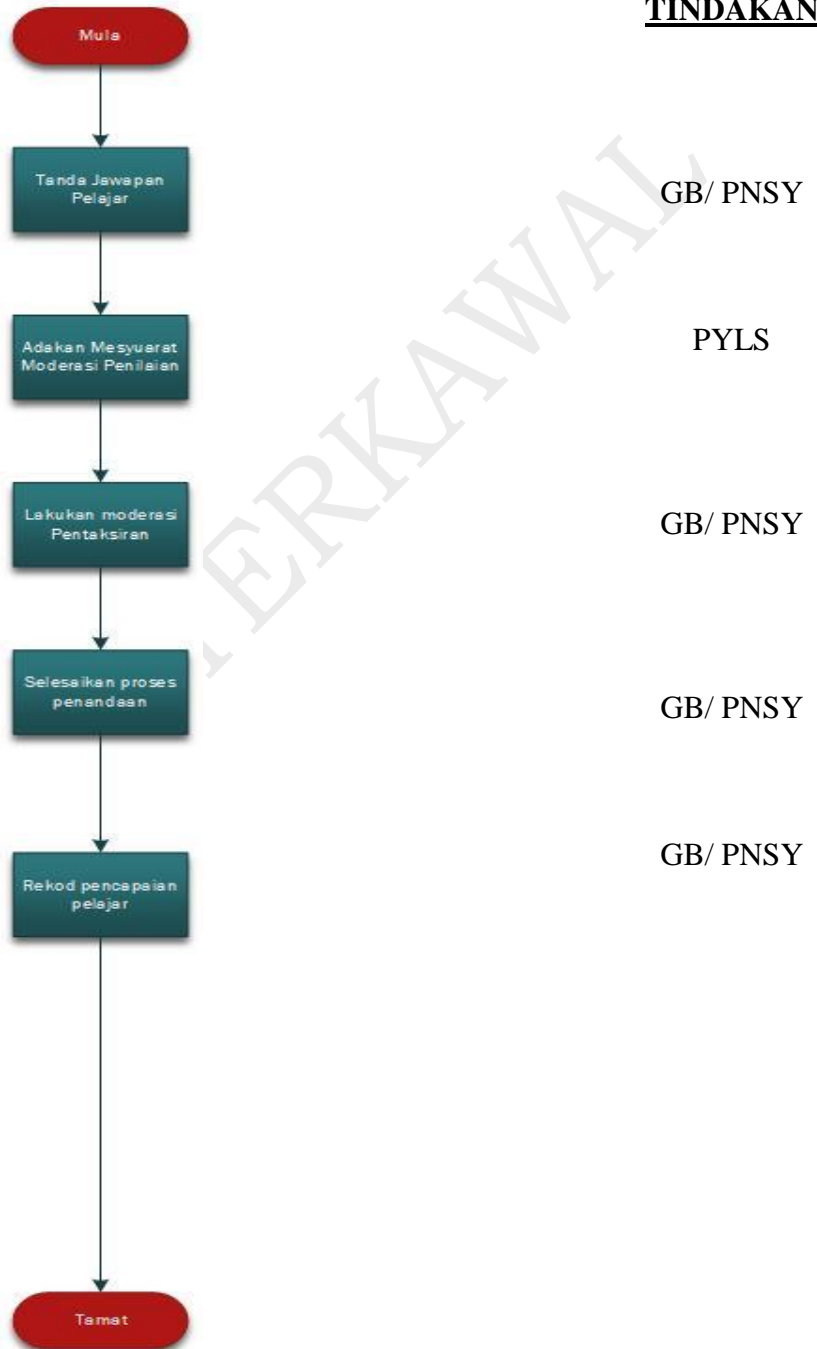 TINDAKAN
Mula
Tanda Jawapan
Pelajar
GB/ PNSY
Adakan Mesyuarat
Moderasi Penilaian
PYLS
Lakukan moderasi
Pentaksiran
GB/ PNSY
Selesaikan proses
penandaan
GB/ PNSY
Rekod pencapaian
pelajar
GB/ PNSY
Tamat
TERKAWAL